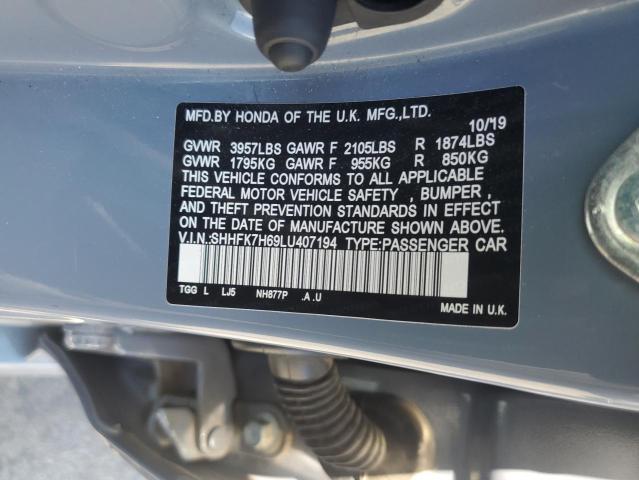 MFD.BY HONDA OF THE U.K. MFG.,LTD.
10/19
GVWR 3957LBS GAWR F 2105LBS R 1874LBS
GVWR 1795KG GAWR F 955KG R 850KG
THIS VEHICLE CONFORMS TO ALL APPLICABLE
FEDERAL MOTOR VEHICLE SAFETY , BUMPER ,
AND THEFT PREVENTION STANDARDS IN EFFECT
ON THE DATE OF MANUFACTURE SHOWN ABOVE.
V.I.N.:SHHFK7H69LU407194 TYPE:PASSENGER CAR
TGG L LJ5 NH877P .A .U
MADE IN U.K.